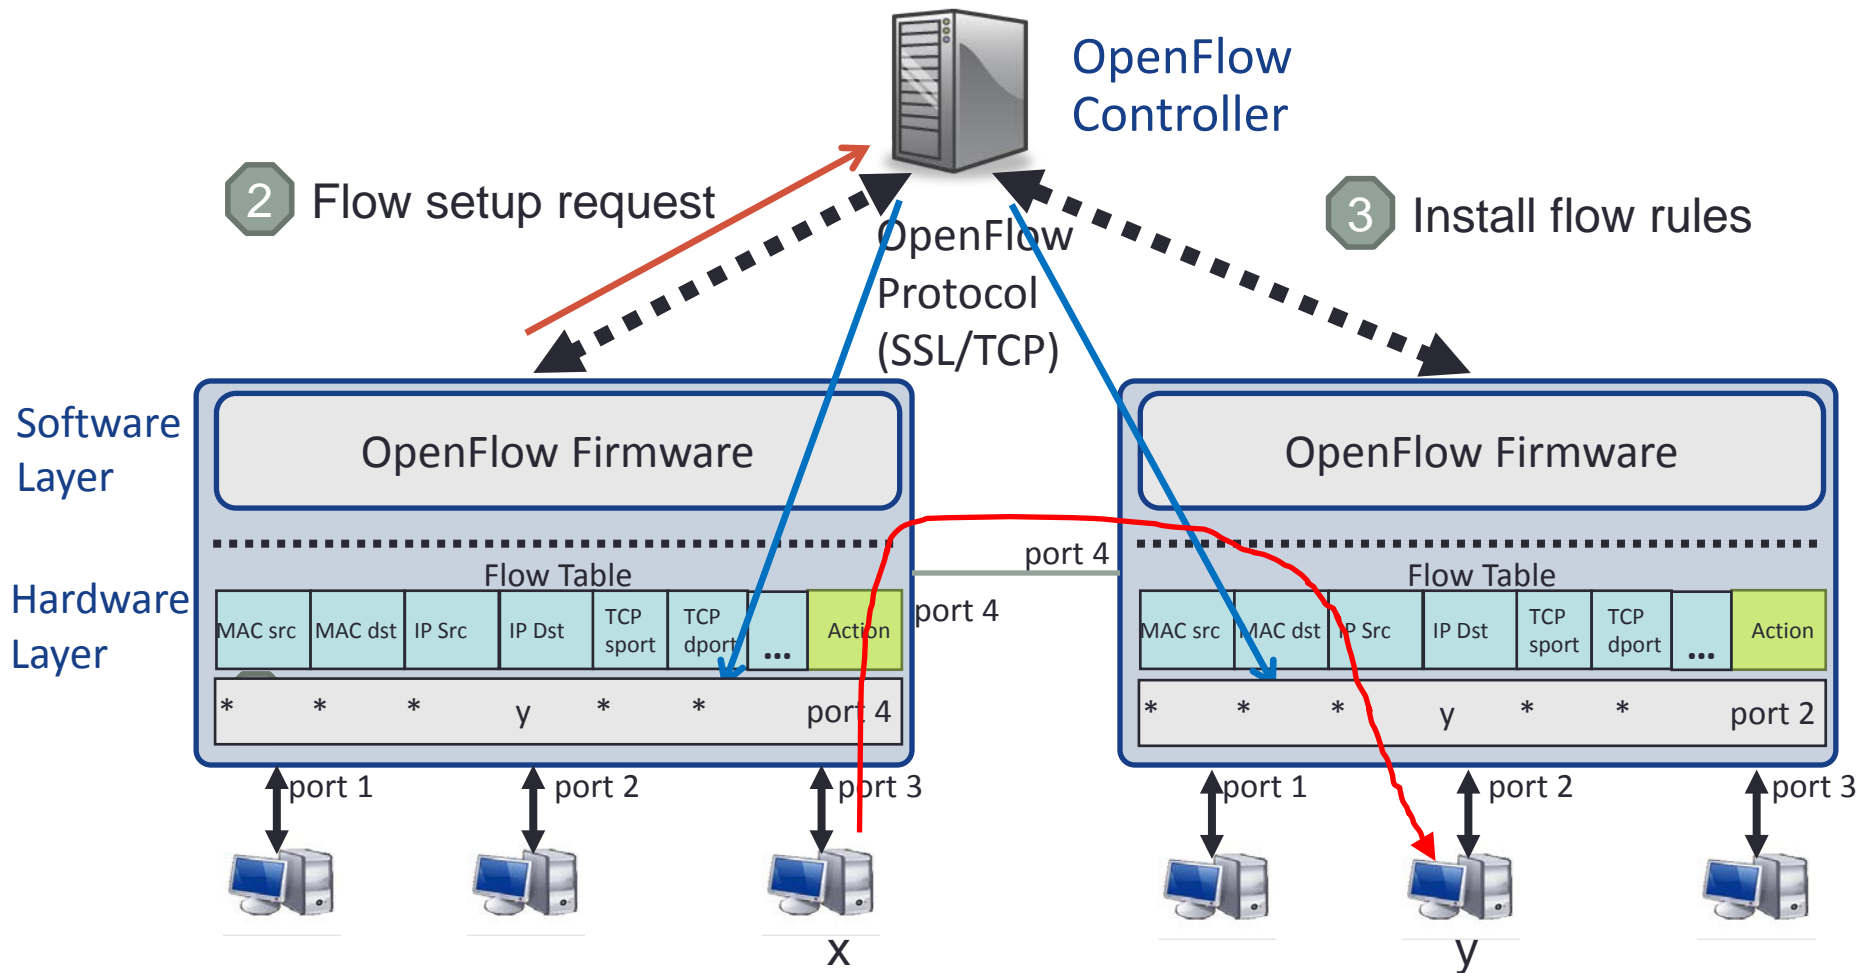 OpenFlow
Controller
2 Flow setup request
3 Install flow rules
OpenFlow
Protocol
(SSL/TCP)
Software
Layer
OpenFlow Firmware
OpenFlow Firmware
Hardware
Layer
port 4
port 4
Flow Table
MAC src MAC dst IP Src IP Dst TCP sport TCP dport ... Action
* * * y * * port 4
Flow Table
MAC src MAC dst IP Src IP Dst TCP sport TCP dport ... Action
* * * y * * port 2
port 1 port 2 port 3
port 1 port 2 port 3
x
y